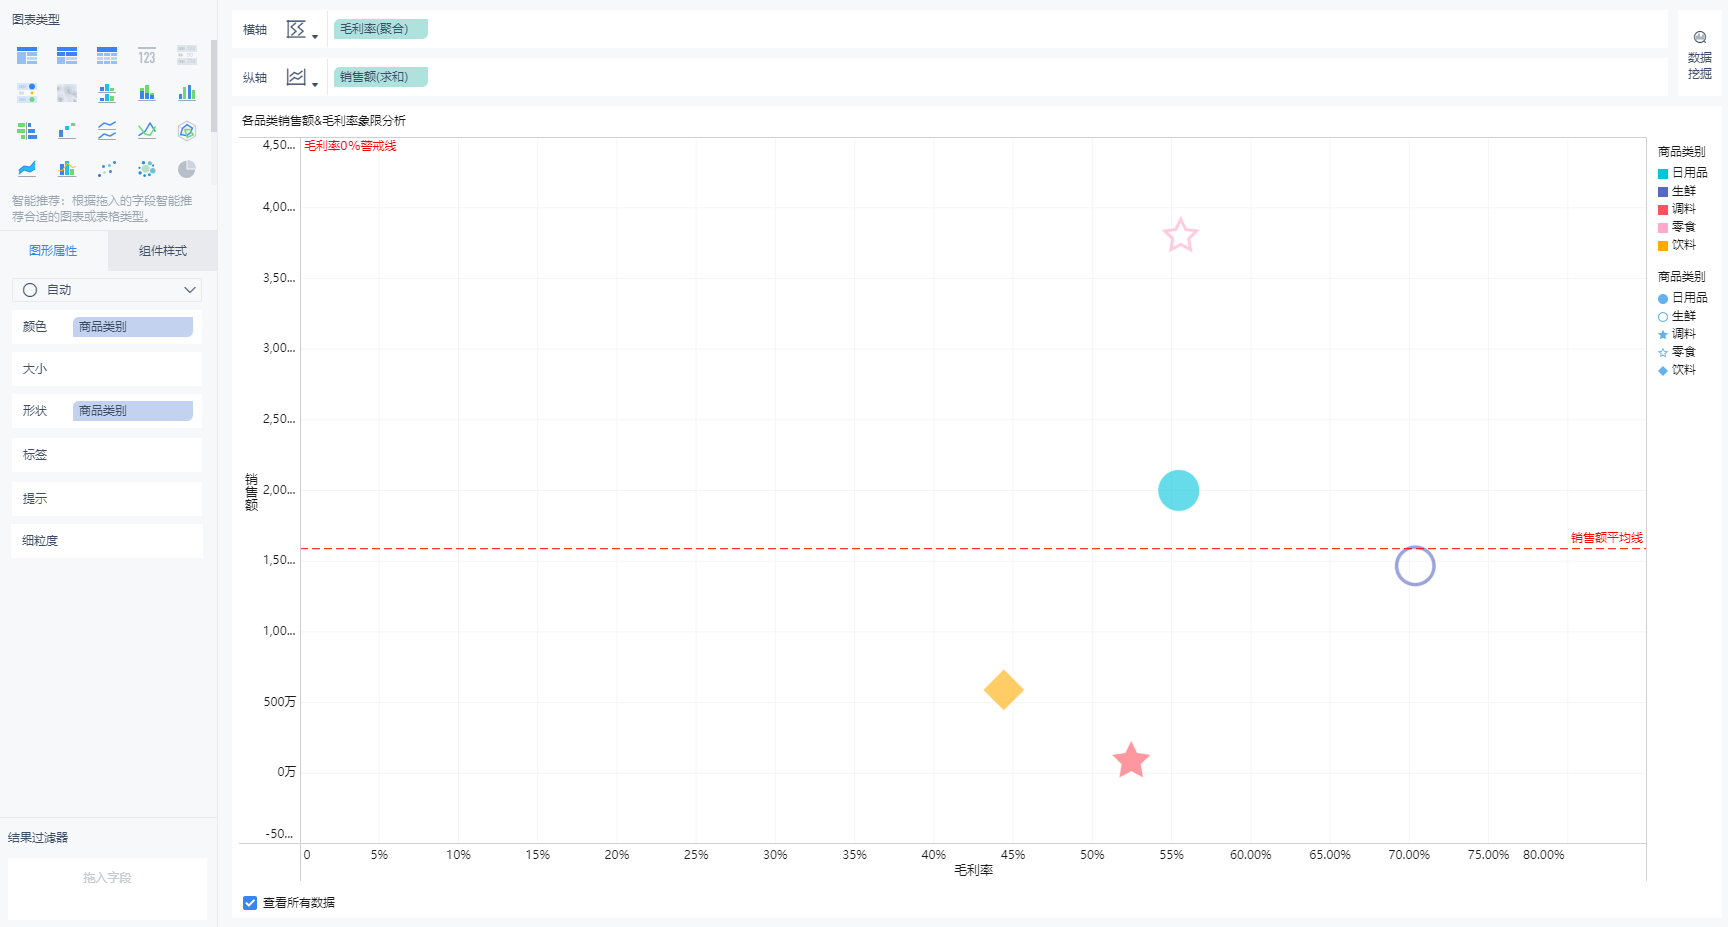 图表类型
123
智能推荐：根据拖入的字段智能推
荐合适的图表或表格类型。
图形属性
组件样式
自动
颜色
商品类别
大小
形状
商品类别
标签
提示
细粒度
结果过滤器
拖入字段
横轴
毛利率(聚合)
纵轴
销售额(求和)
数据
挖掘
各品类销售额&毛利率象限分析
毛利率0%警戒线
销售额平均线
4,50...
4,00...
3,50...
3,00...
2,50...
2,00...
1,50...
1,00...
500万
0万
-50...
销售额
0
5%
10%
15%
20%
25%
30%
35%
40%
45%
50%
55%
60.00%
65.00%
70.00%
75.00%
80.00%
毛利率
商品类别
日用品
生鲜
调料
零食
饮料
商品类别
日用品
生鲜
调料
零食
饮料
查看所有数据